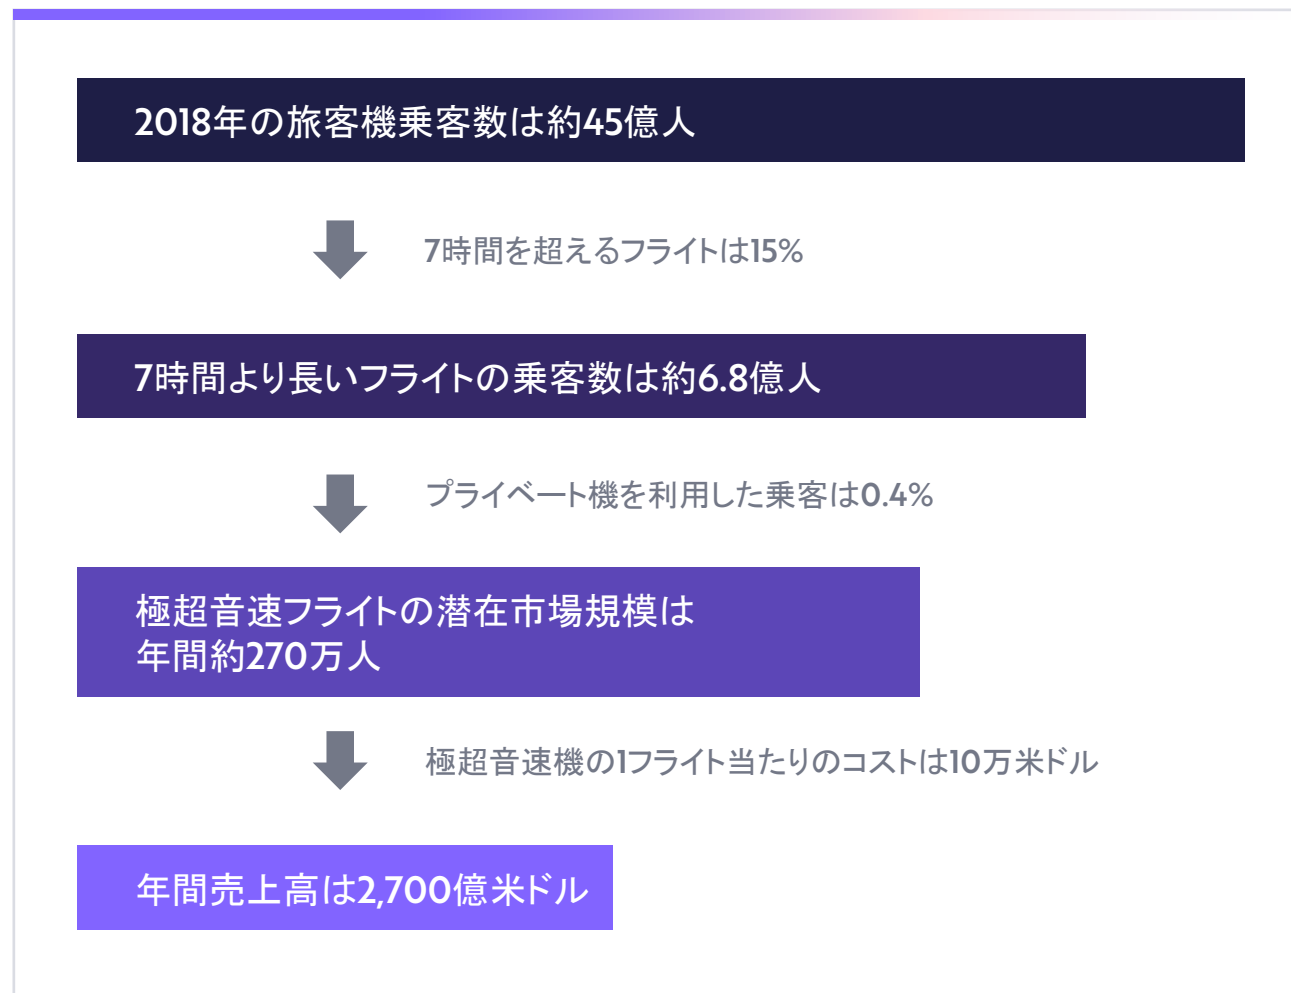 2018年の旅客機乗客数は約45億人
7時間を超えるフライトは15%
7時間より長いフライトの乗客数は約6.8億人
プライベート機を利用した乗客は0.4%
極超音速フライトの潜在市場規模は
年間約270万人
極超音速機の1フライト当たりのコストは10万米ドル
年間売上高は2,700億米ドル